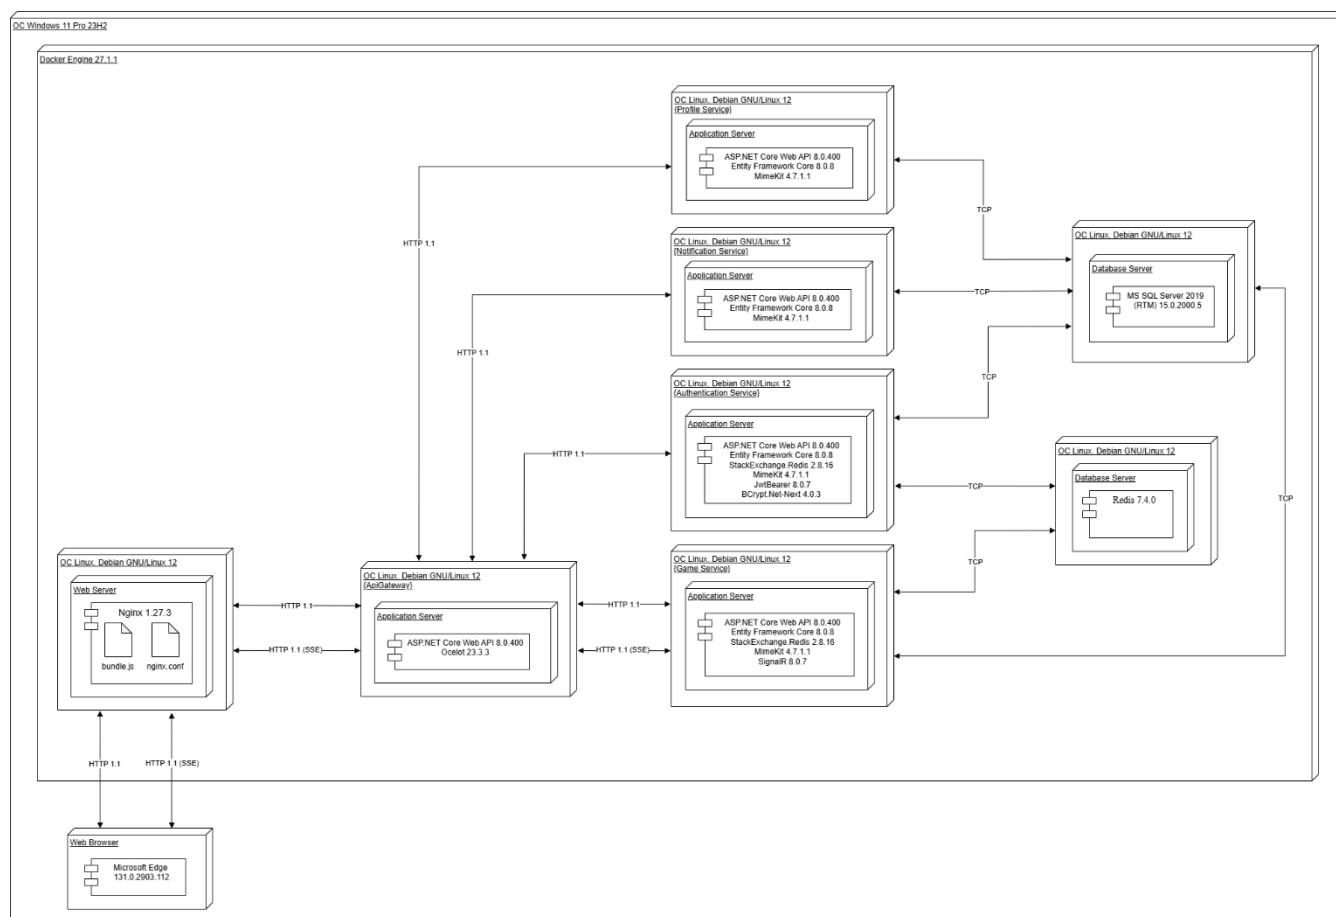 OC Windows 11 Pro 23H2
Docker Engine 27.1.1
OC Linux. Debian GNU/Linux 12
{Profile Service}
Application Server
ASP.NET Core Web API 8.0.400
Entity Framework Core 8.0.8
MimeKit 4.7.1.1
HTTP 1.1
TCP
OC Linux. Debian GNU/Linux 12
{Notification Service}
Application Server
ASP.NET Core Web API 8.0.400
Entity Framework Core 8.0.8
MimeKit 4.7.1.1
HTTP 1.1
TCP
OC Linux. Debian GNU/Linux 12
Database Server
MS SQL Server 2019
(RTM) 15.0.2000.5
OC Linux. Debian GNU/Linux 12
{Authentication Service}
Application Server
ASP.NET Core Web API 8.0.400
Entity Framework Core 8.0.8
StackExchange.Redis 2.8.16
MimeKit 4.7.1.1
JwtBearer 8.0.7
BCrypt.Net-Next 4.0.3
HTTP 1.1
TCP
TCP
OC Linux. Debian GNU/Linux 12
Database Server
Redis 7.4.0
TCP
OC Linux. Debian GNU/Linux 12
Web Server
Nginx 1.27.3
bundle.js
nginx.conf
HTTP 1.1
HTTP 1.1 (SSE)
OC Linux. Debian GNU/Linux 12
{ApiGateway}
Application Server
ASP.NET Core Web API 8.0.400
Ocelot 23.3.3
HTTP 1.1
HTTP 1.1 (SSE)
OC Linux. Debian GNU/Linux 12
{Game Service}
Application Server
ASP.NET Core Web API 8.0.400
Entity Framework Core 8.0.8
StackExchange.Redis 2.8.16
MimeKit 4.7.1.1
SignalR 8.0.7
TCP
HTTP 1.1
HTTP 1.1 (SSE)
Web Browser
Microsoft Edge
131.0.2903.112